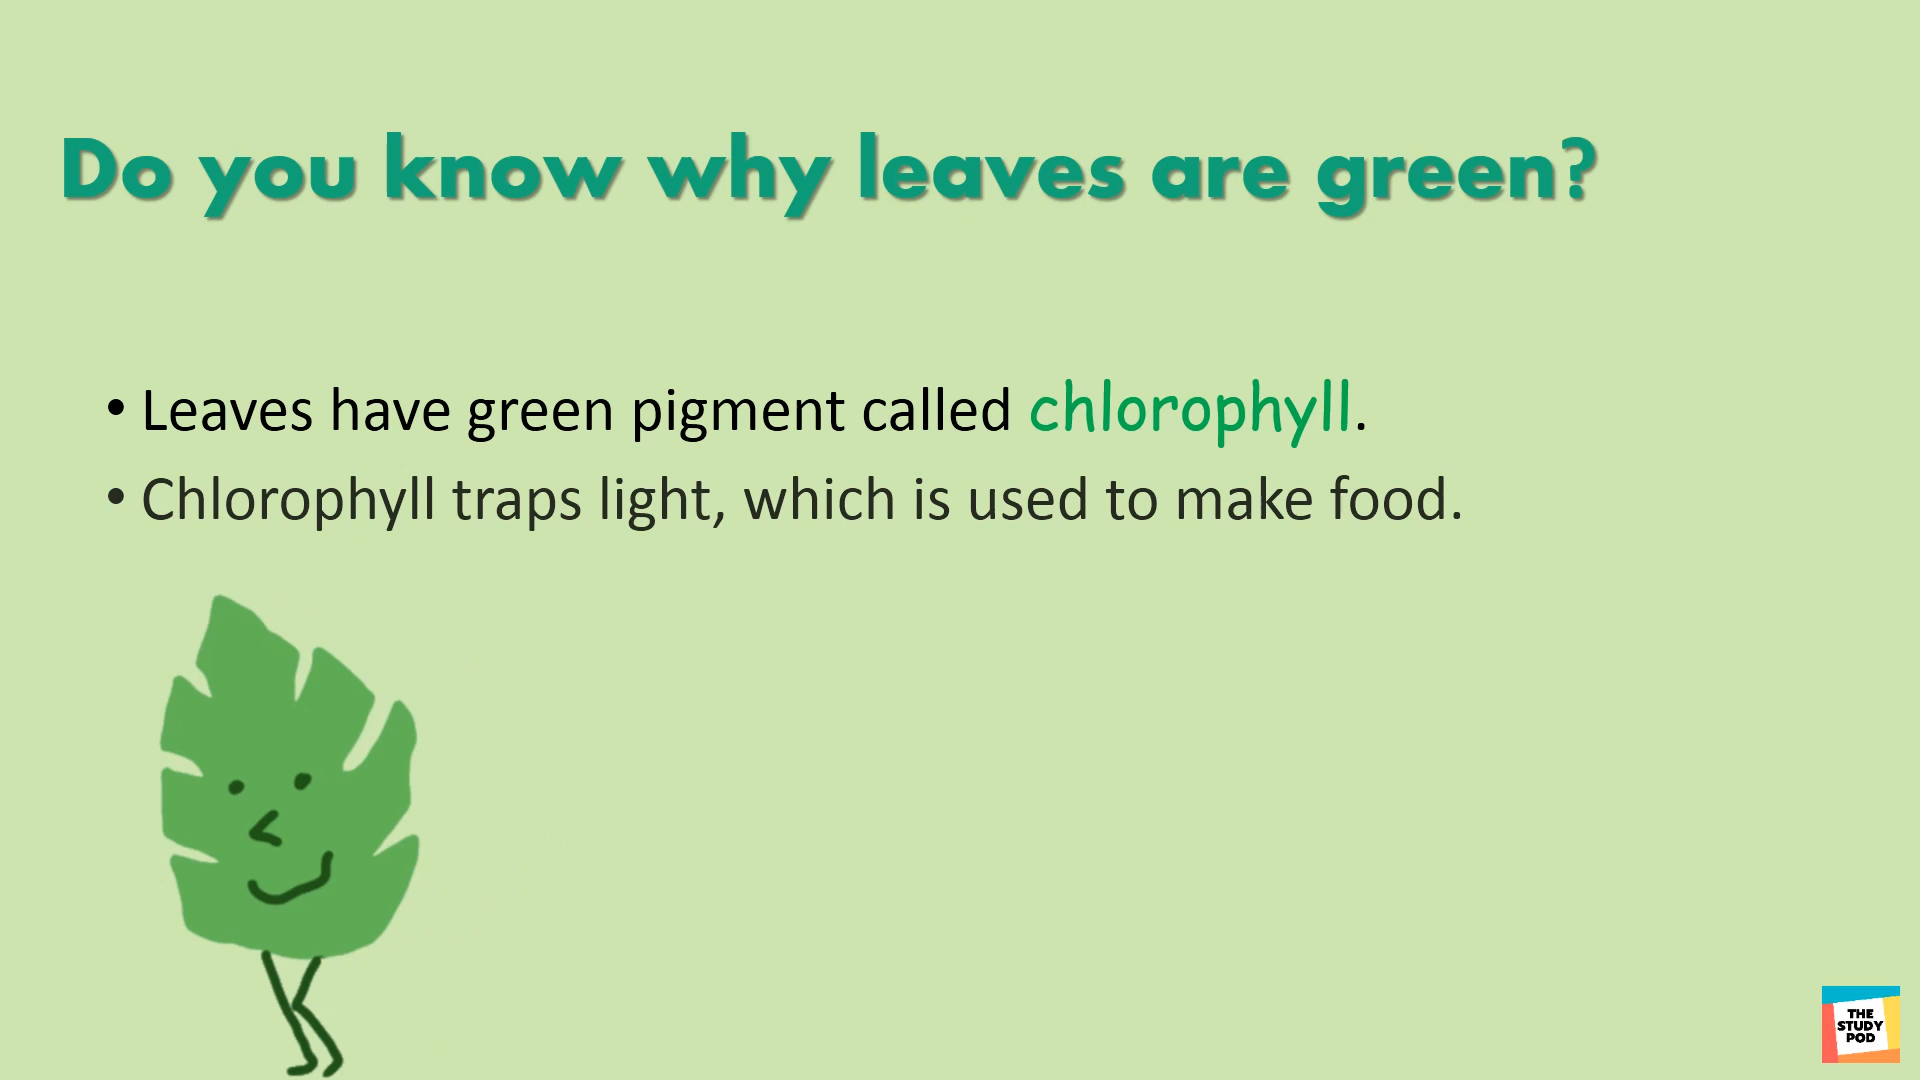 Do you know why leaves are green?
• Leaves have green pigment called chlorophyll.
• Chlorophyll traps light, which is used to make food.
THE
STUDY
POD